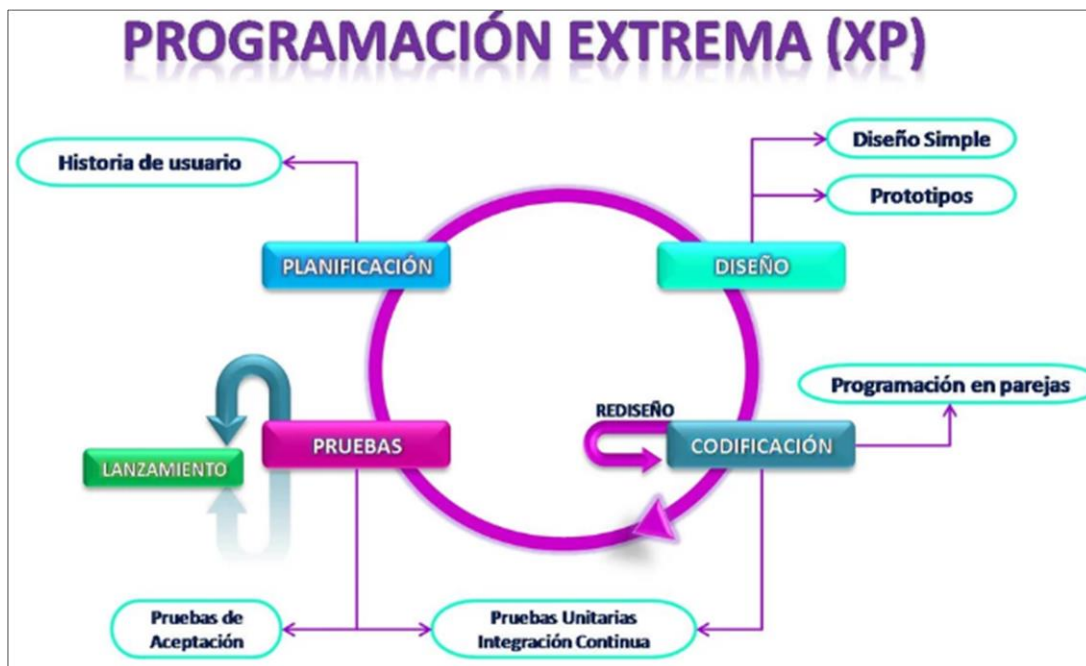 PROGRAMACIÓN EXTREMA (XP)
Historia de usuario
Diseño Simple
Prototipos
PLANIFICACIÓN
DISEÑO
Programación en parejas
REDISEÑO
PRUEBAS
CODIFICACIÓN
LANZAMIENTO
Pruebas de
Aceptación
Pruebas Unitarias
Integración Continua